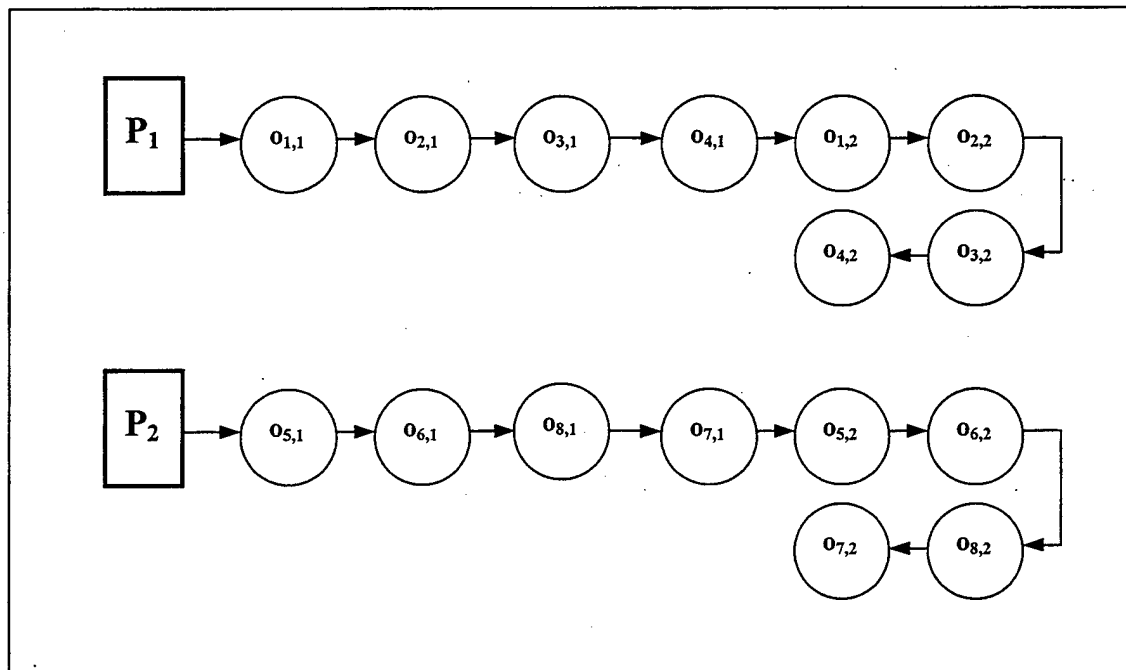 P₁ o₁,₁ o₂,₁ o₃,₁ o₄,₁ o₁,₂ o₂,₂
o₄,₂ o₃,₂
P₂ o₅,₁ o₆,₁ o₈,₁ o₇,₁ o₅,₂ o₆,₂
o₇,₂ o₈,₂